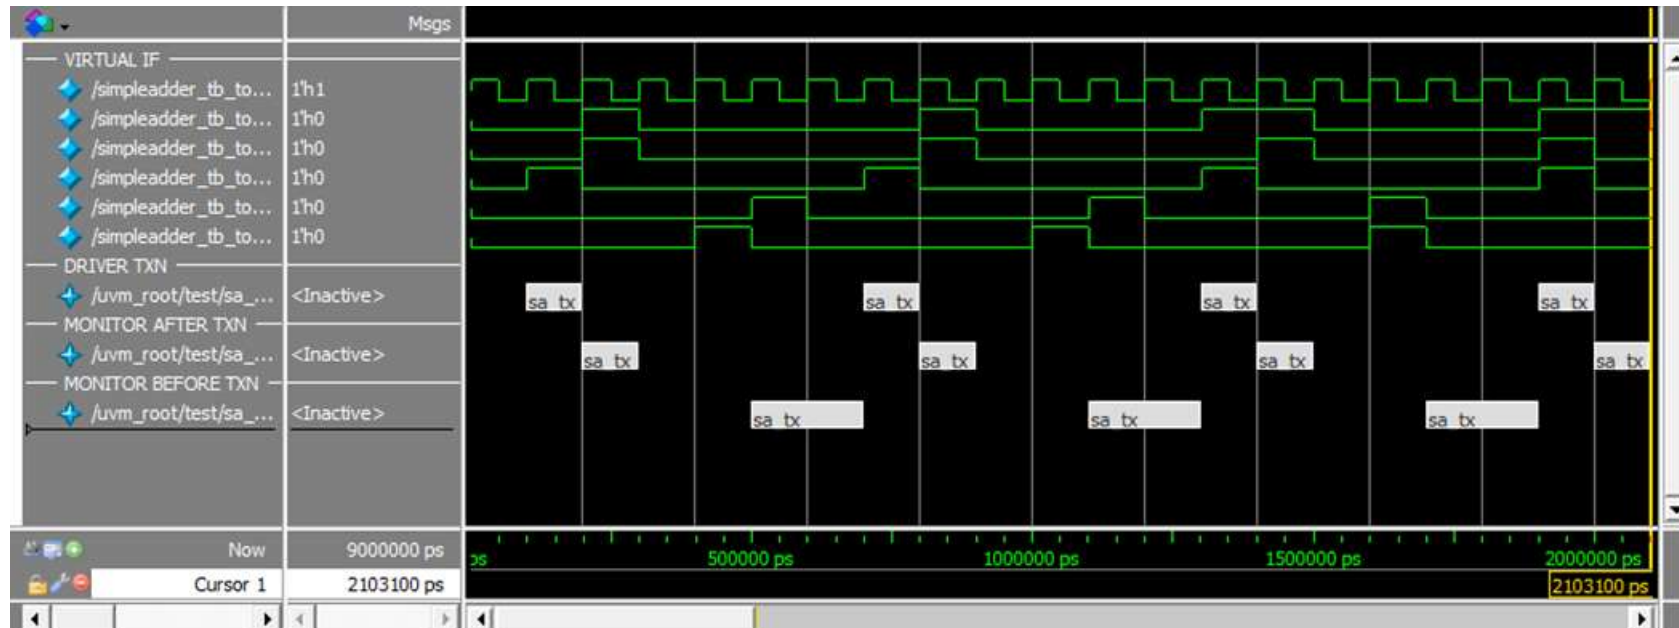 Msgs
VIRTUAL IF
/simpleadder_tb_to... 1'h1
/simpleadder_tb_to... 1'h0
/simpleadder_tb_to... 1'h0
/simpleadder_tb_to... 1'h0
/simpleadder_tb_to... 1'h0
/simpleadder_tb_to... 1'h0
DRIVER TXN
/uvm_root/test/sa_... <Inactive> sa_tx sa_tx sa_tx sa_tx
MONITOR AFTER TXN
/uvm_root/test/sa_... <Inactive> sa_tx sa_tx sa_tx sa_tx
MONITOR BEFORE TXN
/uvm_root/test/sa_... <Inactive> sa_tx sa_tx sa_tx
Now 9000000 ps ps 500000 ps 1000000 ps 1500000 ps 2000000 ps
Cursor 1 2103100 ps 2103100 ps